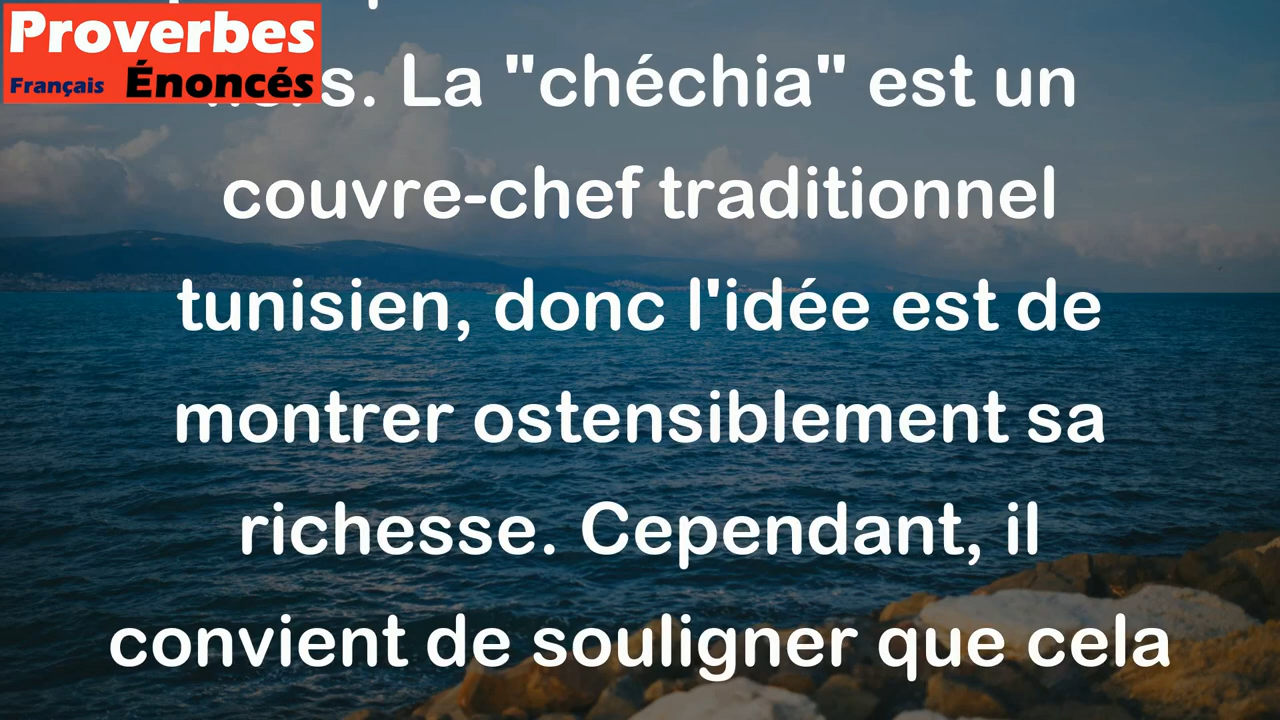 Proverbes
Français Énoncés
La "chéchia" est un
couvre-chef traditionnel
tunisien, donc l'idée est de
montrer ostensiblement sa
richesse. Cependant, il
convient de souligner que cela